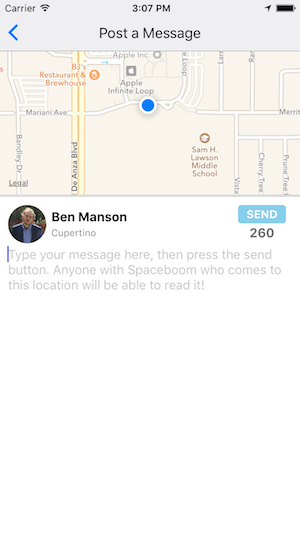 Carrier 3:07 PM
Post a Message
Apple Inc.
BJ's
Restaurant &
Brewhouse
Apple
Infinite Loop
te Loop
Mariani Ave
Merrit
Bandley Dr
N De Anza Blvd
Sam H.
Lawson
Middle
School
Vista
Cherry Tree
Prune Tree
Legal
Ben Manson
SEND
Cupertino
260
Type your message here, then press the send
button. Anyone with Spaceboom who comes to
this location will be able to read it!